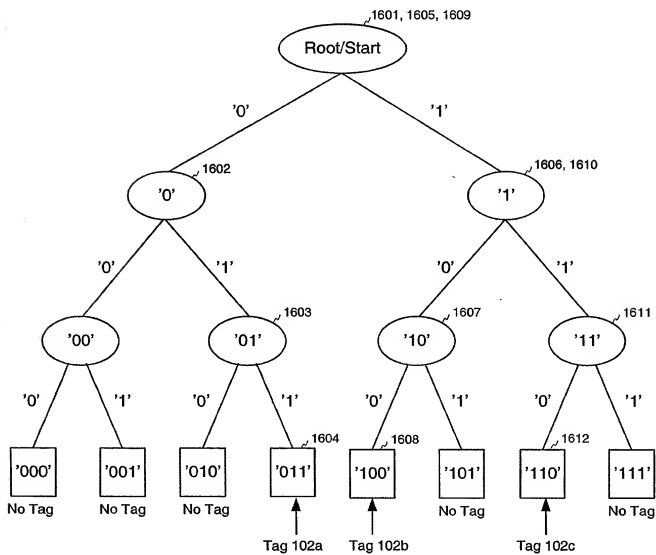 1601, 1605, 1609
Root/Start
'0' '1'
1602 1606, 1610
'0' '1'
'0' '1' '0' '1'
1603 1607 1611
'00' '01' '10' '11'
'0' '1' '0' '1' '0' '1' '0' '1'
1604 1608 1612
'000' '001' '010' '011' '100' '101' '110' '111'
No Tag No Tag No Tag No Tag No Tag
Tag 102a Tag 102b Tag 102c